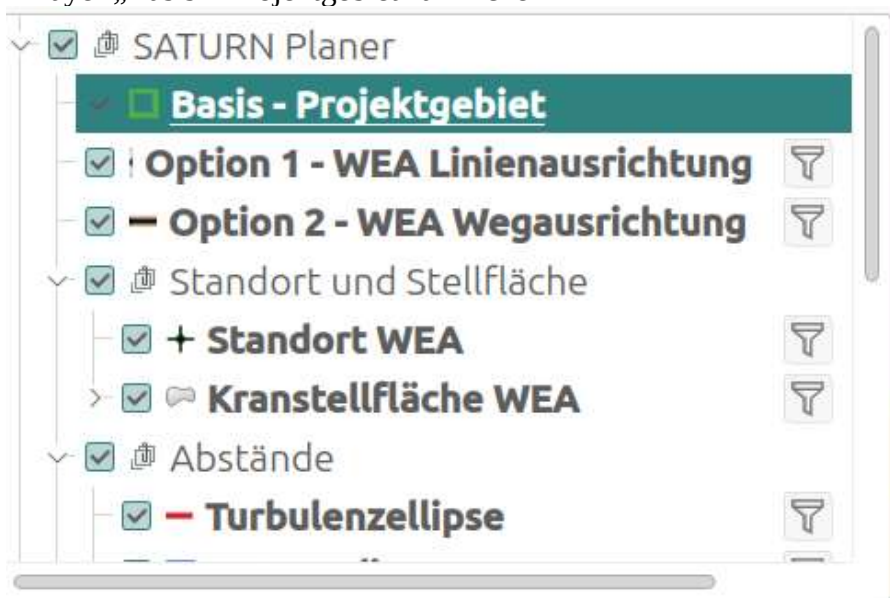 SATURN Planer
Basis - Projektgebiet
Option 1 - WEA Linienausrichtung
Option 2 - WEA Wegausrichtung
Standort und Stellfläche
Standort WEA
Kranstellfläche WEA
Abstände
Turbulenzellipse